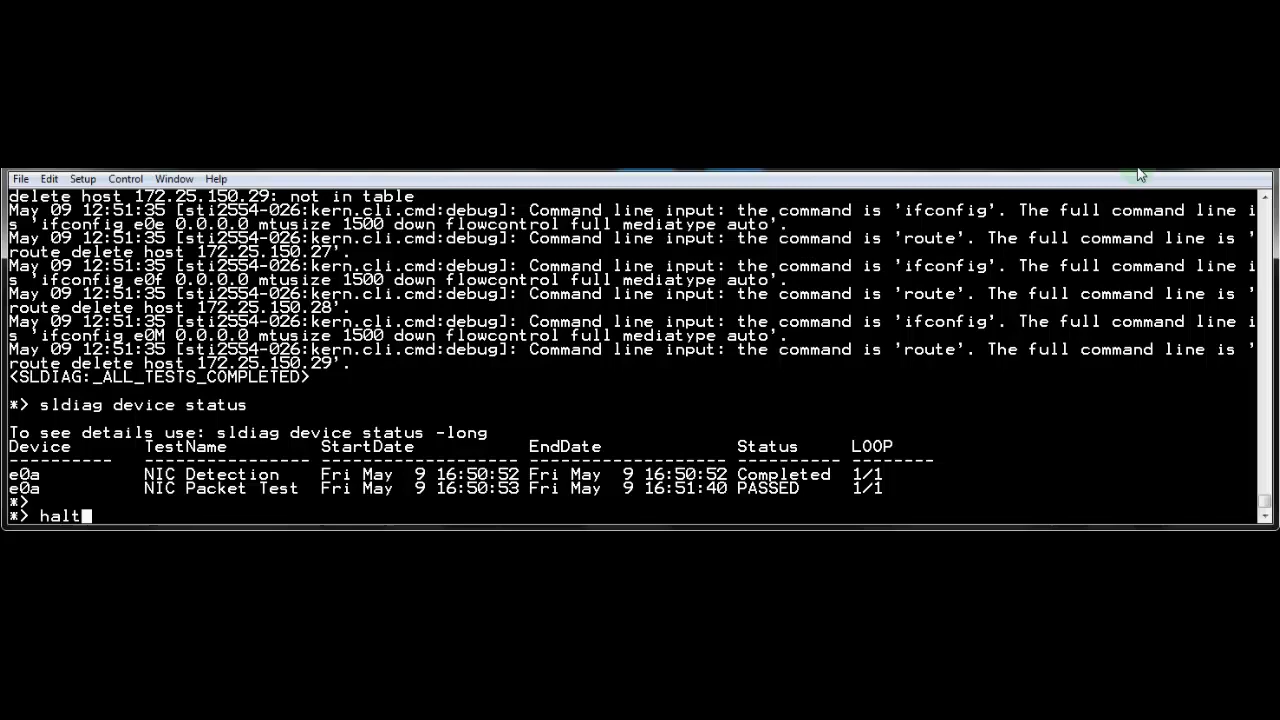 File Edit Setup Control Window Help
delete host 172.25.150.29: not in table
May 09 12:51:35 [sti2554-026:kern.cli.cmd:debug]: Command line input: the command is 'ifconfig'. The full command line i
s 'ifconfig e0e 0.0.0.0 mtusize 1500 down flowcontrol full mediatype auto'.
May 09 12:51:35 [sti2554-026:kern.cli.cmd:debug]: Command line input: the command is 'route'. The full command line is '
route delete host 172.25.150.27'.
May 09 12:51:35 [sti2554-026:kern.cli.cmd:debug]: Command line input: the command is 'ifconfig'. The full command line i
s 'ifconfig e0f 0.0.0.0 mtusize 1500 down flowcontrol full mediatype auto'.
May 09 12:51:35 [sti2554-026:kern.cli.cmd:debug]: Command line input: the command is 'route'. The full command line is '
route delete host 172.25.150.28'.
May 09 12:51:35 [sti2554-026:kern.cli.cmd:debug]: Command line input: the command is 'ifconfig'. The full command line i
s 'ifconfig e0M 0.0.0.0 mtusize 1500 down flowcontrol full mediatype auto'.
May 09 12:51:35 [sti2554-026:kern.cli.cmd:debug]: Command line input: the command is 'route'. The full command line is '
route delete host 172.25.150.29'.
<SLDIAG:_ALL_TESTS_COMPLETED>
*> sldiag device status
To see details use: sldiag device status -long
Device TestName StartDate EndDate Status LOOP
---------- ---------------- -------------------- ------------------- ---------- --------
e0a NIC Detection Fri May 9 16:50:52 Fri May 9 16:50:52 Completed 1/1
e0a NIC Packet Test Fri May 9 16:50:53 Fri May 9 16:51:40 PASSED 1/1
*>
*> halt